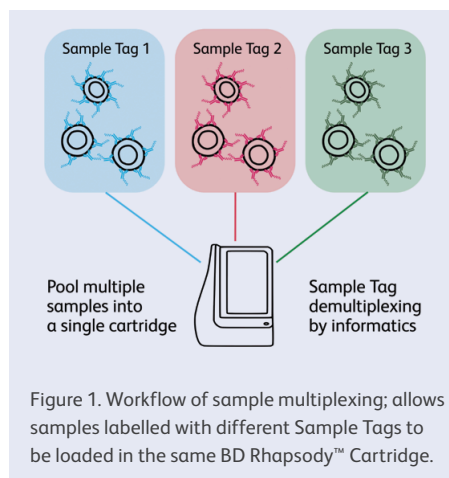 Sample Tag 1
Sample Tag 2
Sample Tag 3
Pool multiple
samples into
a single cartridge
Sample Tag
demultiplexing
by informatics
Figure 1. Workflow of sample multiplexing; allows
samples labelled with different Sample Tags to
be loaded in the same BD Rhapsody™ Cartridge.